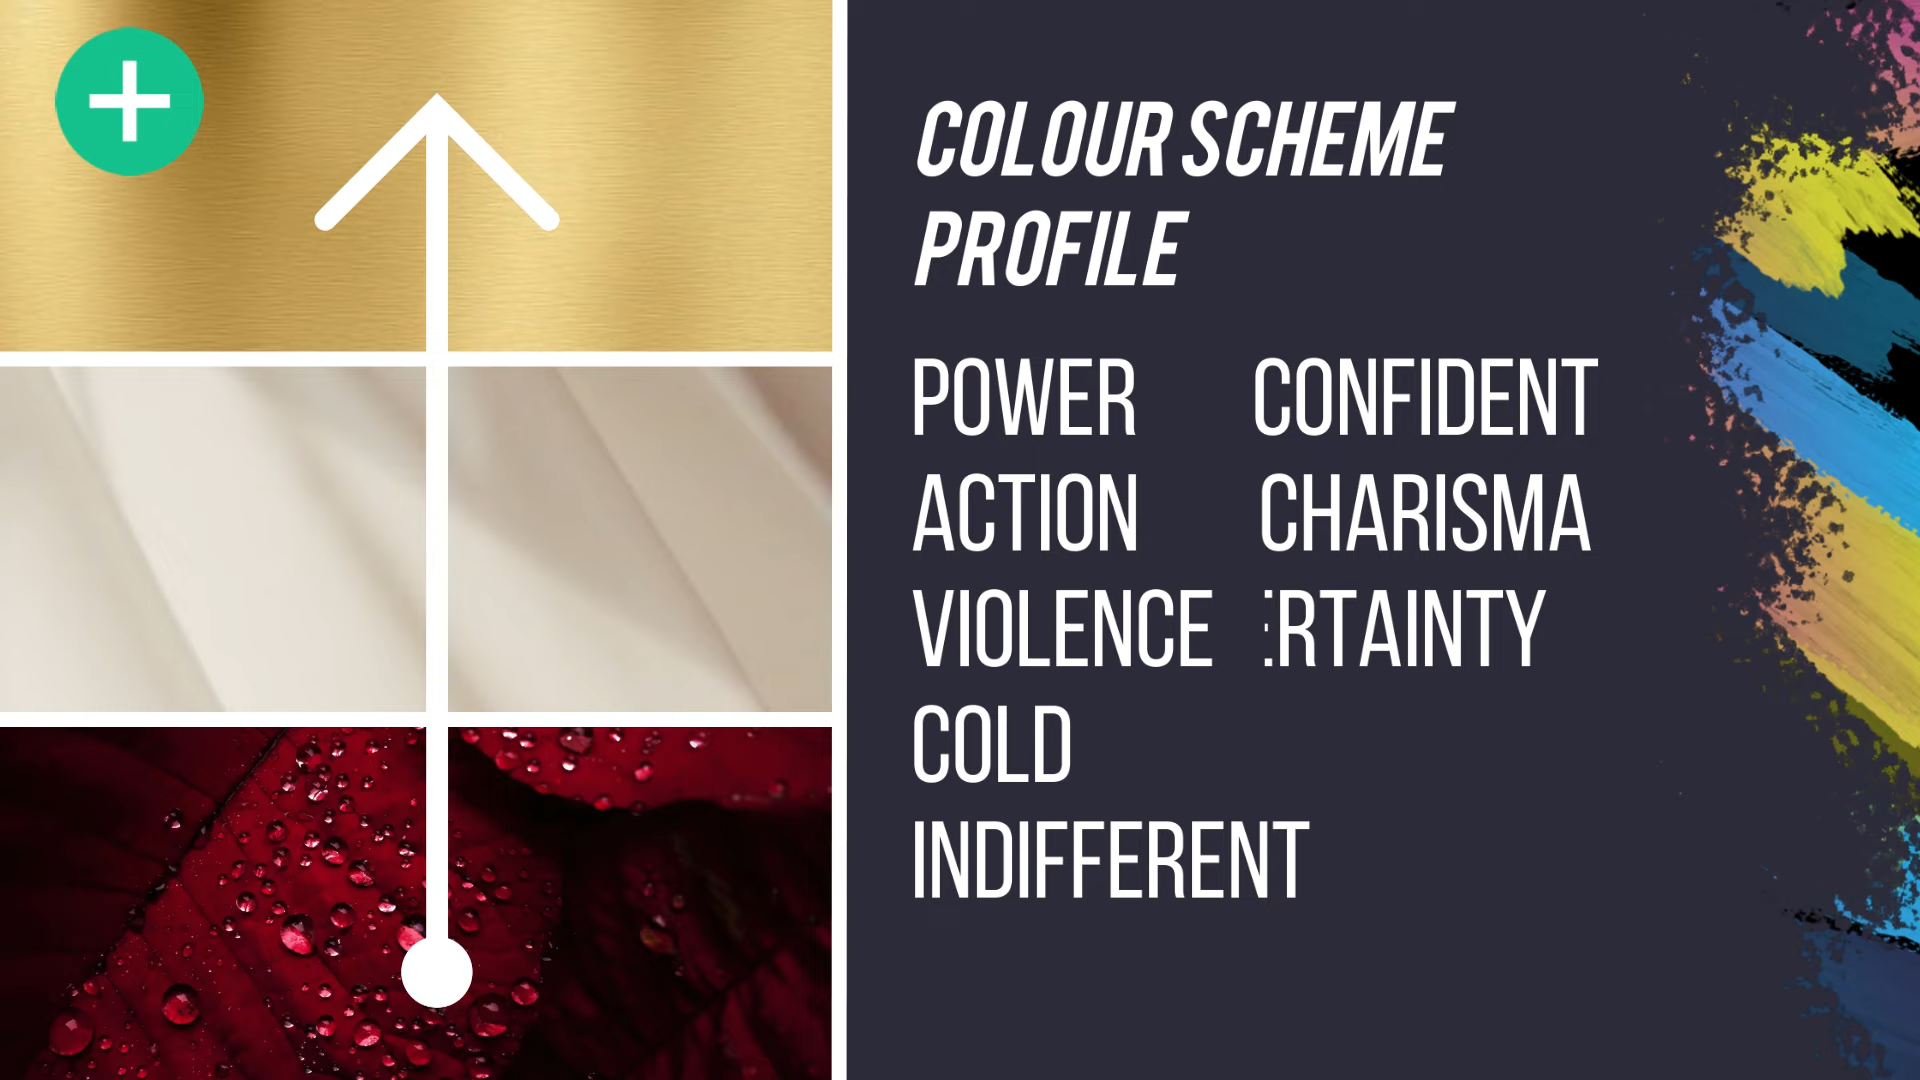 COLOUR SCHEME
PROFILE
POWER
ACTION
VIOLENCE
COLD
INDIFFERENT
CONFIDENT
CHARISMA